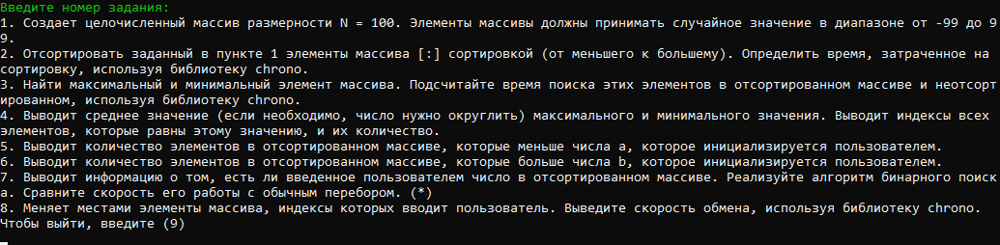 Введите номер задания:
1. Создает целочисленный массив размерности N = 100. Элементы массивы должны принимать случайное значение в диапазоне от -99 до 9
9.
2. Отсортировать заданный в пункте 1 элементы массива [:] сортировкой (от меньшего к большему). Определить время, затраченное на
сортировку, используя библиотеку chrono.
3. Найти максимальный и минимальный элемент массива. Подсчитайте время поиска этих элементов в отсортированном массиве и неотсорт
ированном, используя библиотеку chrono.
4. Выводит среднее значение (если необходимо, число нужно округлить) максимального и минимального значения. Выводит индексы всех
элементов, которые равны этому значению, и их количество.
5. Выводит количество элементов в отсортированном массиве, которые меньше числа a, которое инициализируется пользователем.
6. Выводит количество элементов в отсортированном массиве, которые больше числа b, которое инициализируется пользователем.
7. Выводит информацию о том, есть ли введенное пользователем число в отсортированном массиве. Реализуйте алгоритм бинарного поиск
а. Сравните скорость его работы с обычным перебором. (*)
8. Меняет местами элементы массива, индексы которых вводит пользователь. Выведите скорость обмена, используя библиотеку chrono.
Чтобы выйти, введите (9)